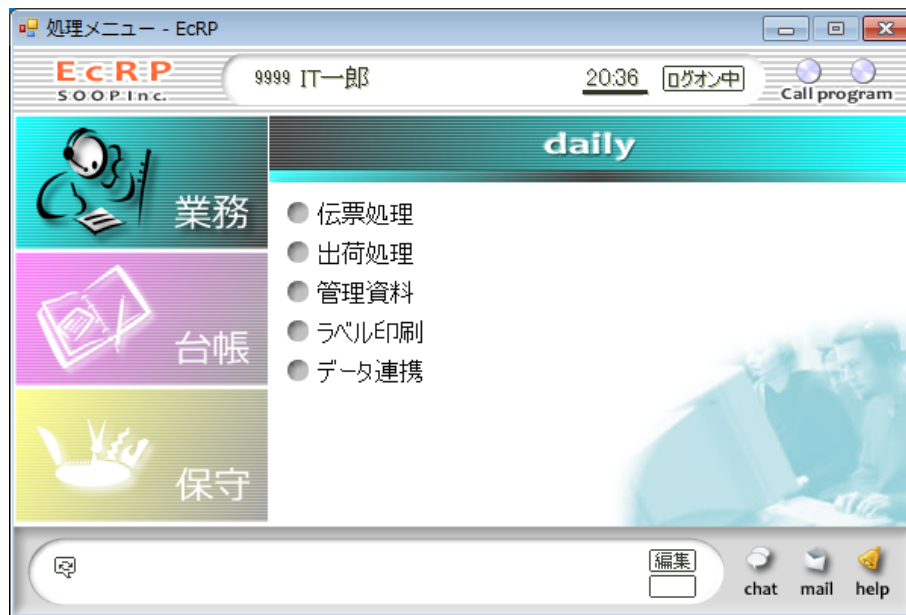 処理メニュー - EcRP
EcRP
SOOP Inc.
9999 IT一郎
20:36
ログオン中
Call program
業務
台帳
保守
daily
伝票処理
出荷処理
管理資料
ラベル印刷
データ連携
編集
chat
mail
help